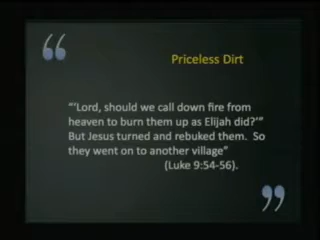 “
Priceless Dirt
“‘Lord, should we call down fire from
heaven to burn them up as Elijah did?’”
But Jesus turned and rebuked them.  So
they went on to another village”
(Luke 9:54-56).
”